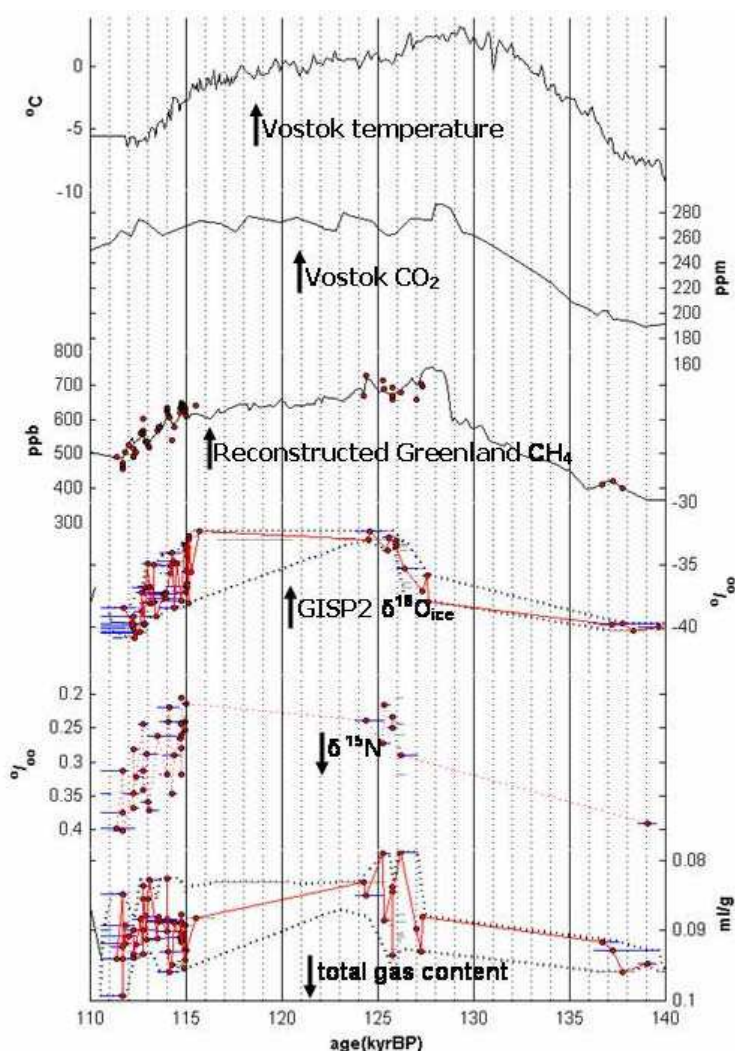 0
-5
-10
°C
Vostok temperature
280
260
240
220
200
180
160
ppm
Vostok CO₂
800
700
600
500
400
300
ppb
Reconstructed Greenland CH₄
-30
-35
-40
°/ₒₒ
GISP2 δ¹⁸Oᵢcₑ
0.2
0.25
0.3
0.35
0.4
°/ₒₒ
δ ¹⁵N
0.08
0.09
0.1
ml/g
total gas content
110
115
120
125
130
135
140
age(kyrBP)